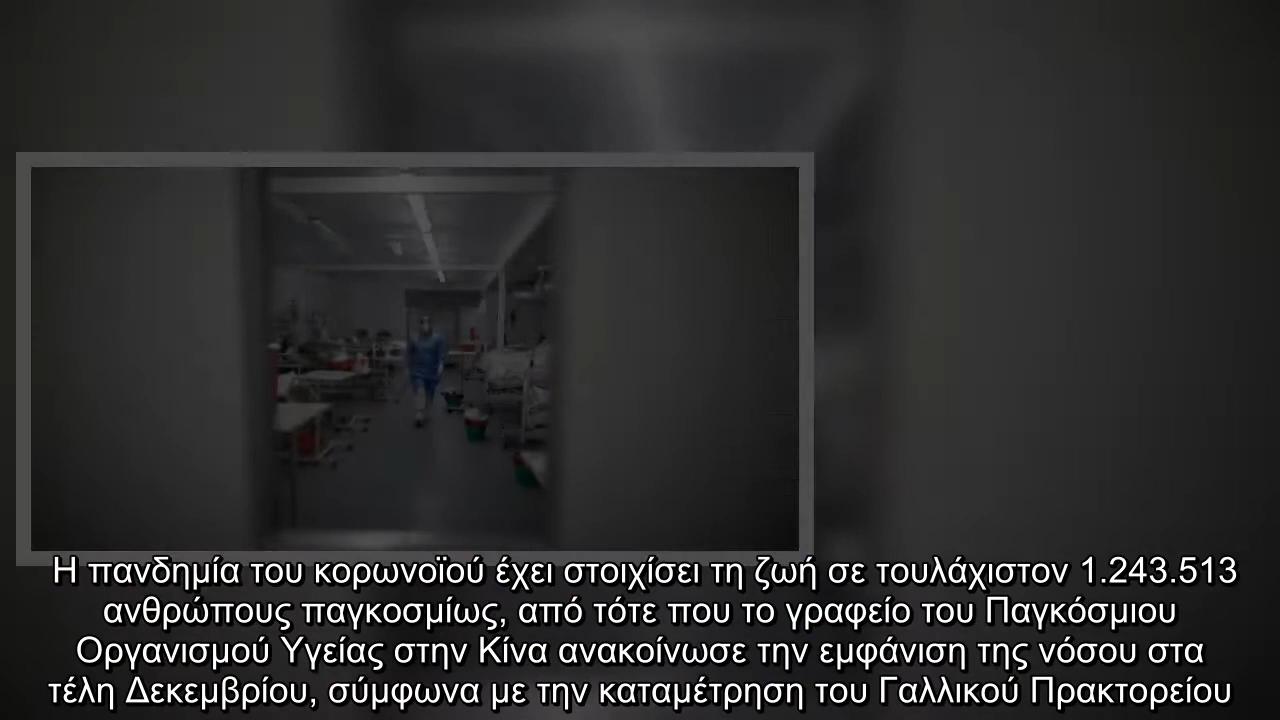 Η πανδημία του κορωνοϊού έχει στοιχίσει τη ζωή σε τουλάχιστον 1.243.513
ανθρώπους παγκοσμίως, από τότε που το γραφείο του Παγκόσμιου
Οργανισμού Υγείας στην Κίνα ανακοίνωσε την εμφάνιση της νόσου στα
τέλη Δεκεμβρίου, σύμφωνα με την καταμέτρηση του Γαλλικού Πρακτορείου